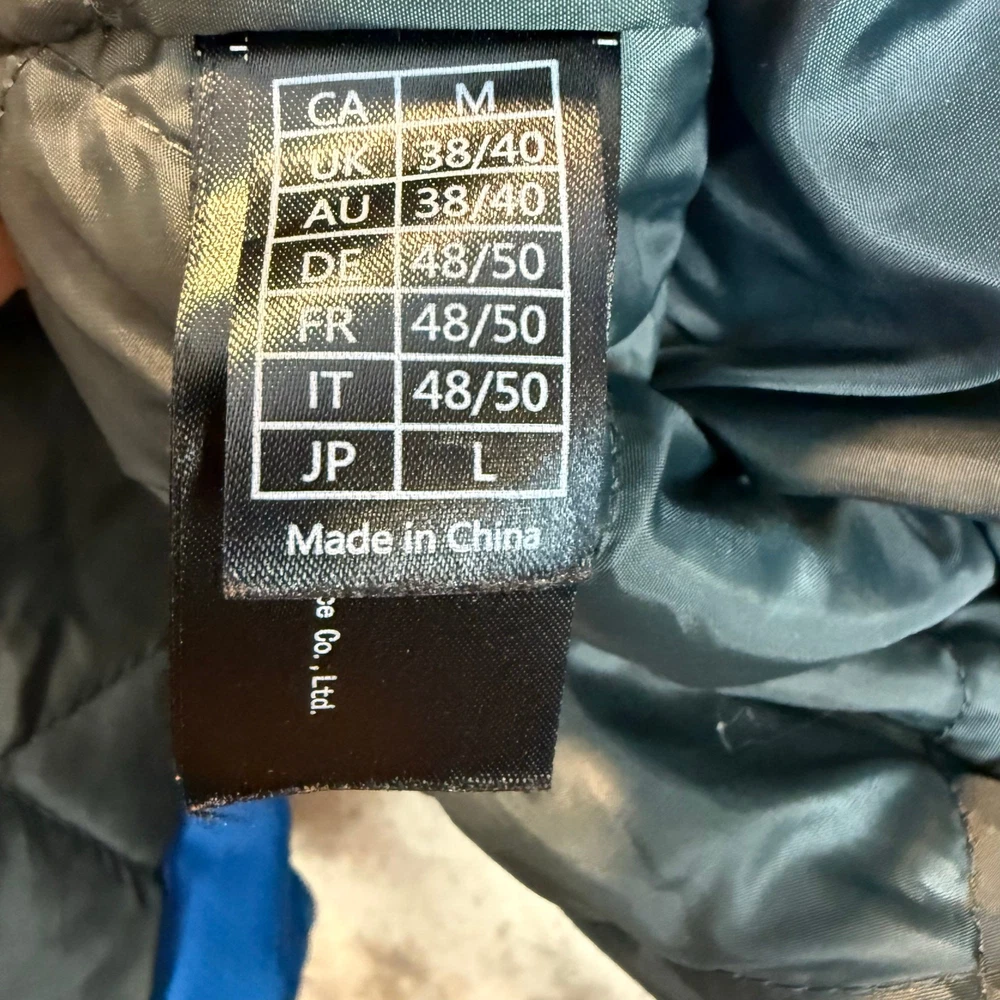 CA M
UK 38/40
AU 38/40
DE 48/50
FR 48/50
IT 48/50
JP L
Made in China
Co., Ltd.